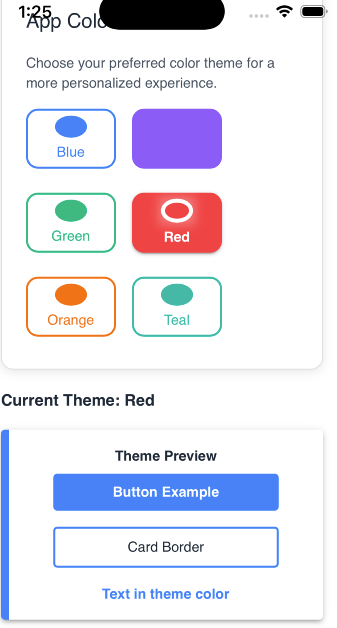 1:25
App Colo
Choose your preferred color theme for a
more personalized experience.
Blue
Green
Red
Orange
Teal
Current Theme: Red
Theme Preview
Button Example
Card Border
Text in theme color